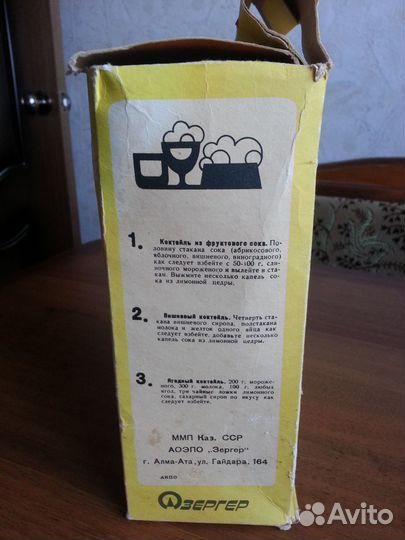 1. Коктейль из фруктового сока. По-
ловину стакана сока (абрикосового,
яблочного, вишневого, виноградного)
как следует взбейте с 50-100 г. сли-
вочного мороженого и вылейте в ста-
кан. Выжмите несколько капель со-
ка из лимонной цедры.
2. Вишневый коктейль. Четверть ста-
кана вишневого сиропа, полстакана
молока и желток одного яйца как
следует взбейте, добавьте несколько
капель сока из лимонной цедры.
3. Ягодный коктейль. 200 г. мороже-
ного, 300 г. молока, 100 г. любых
ягод, три чайные ложки лимонного
сока, сахарный сироп по вкусу как
следует взбейте.
ММП Каз. ССР
АОЭПО „Зергер"
г. Алма-Ата, ул. Гайдара, 164
АКПО
ЗЕРГЕР
Avito